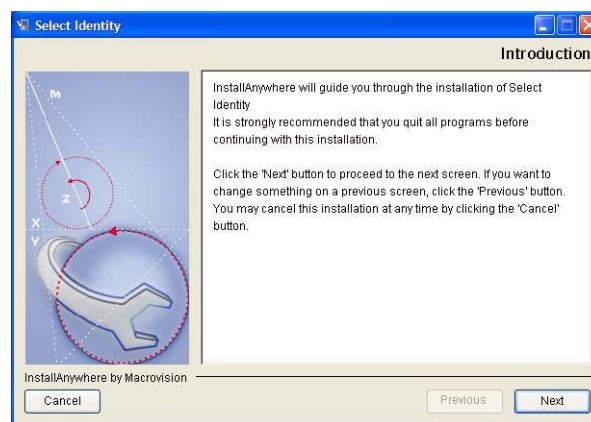 Select Identity
Introduction
M
Z
X
Y
InstallAnywhere will guide you through the installation of Select
Identity
It is strongly recommended that you quit all programs before
continuing with this installation.
Click the 'Next' button to proceed to the next screen. If you want to
change something on a previous screen, click the 'Previous' button.
You may cancel this installation at any time by clicking the 'Cancel'
button.
InstallAnywhere by Macrovision
Cancel
Previous
Next